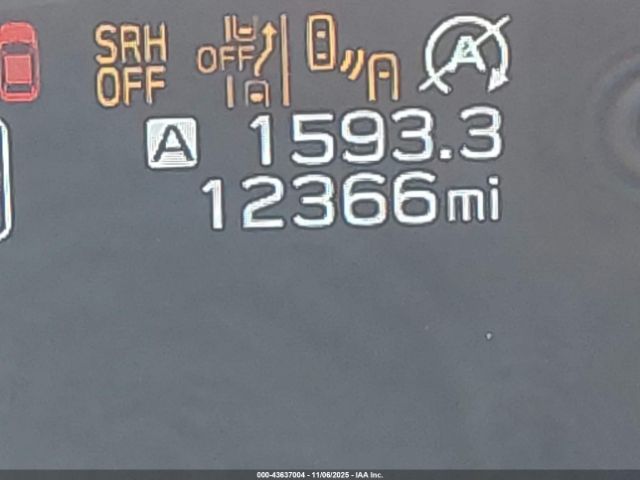 SRH
OFF
OFF
A
A 1593.3
12366mi
000-43637004 - 11/06/2025 - IAA Inc.